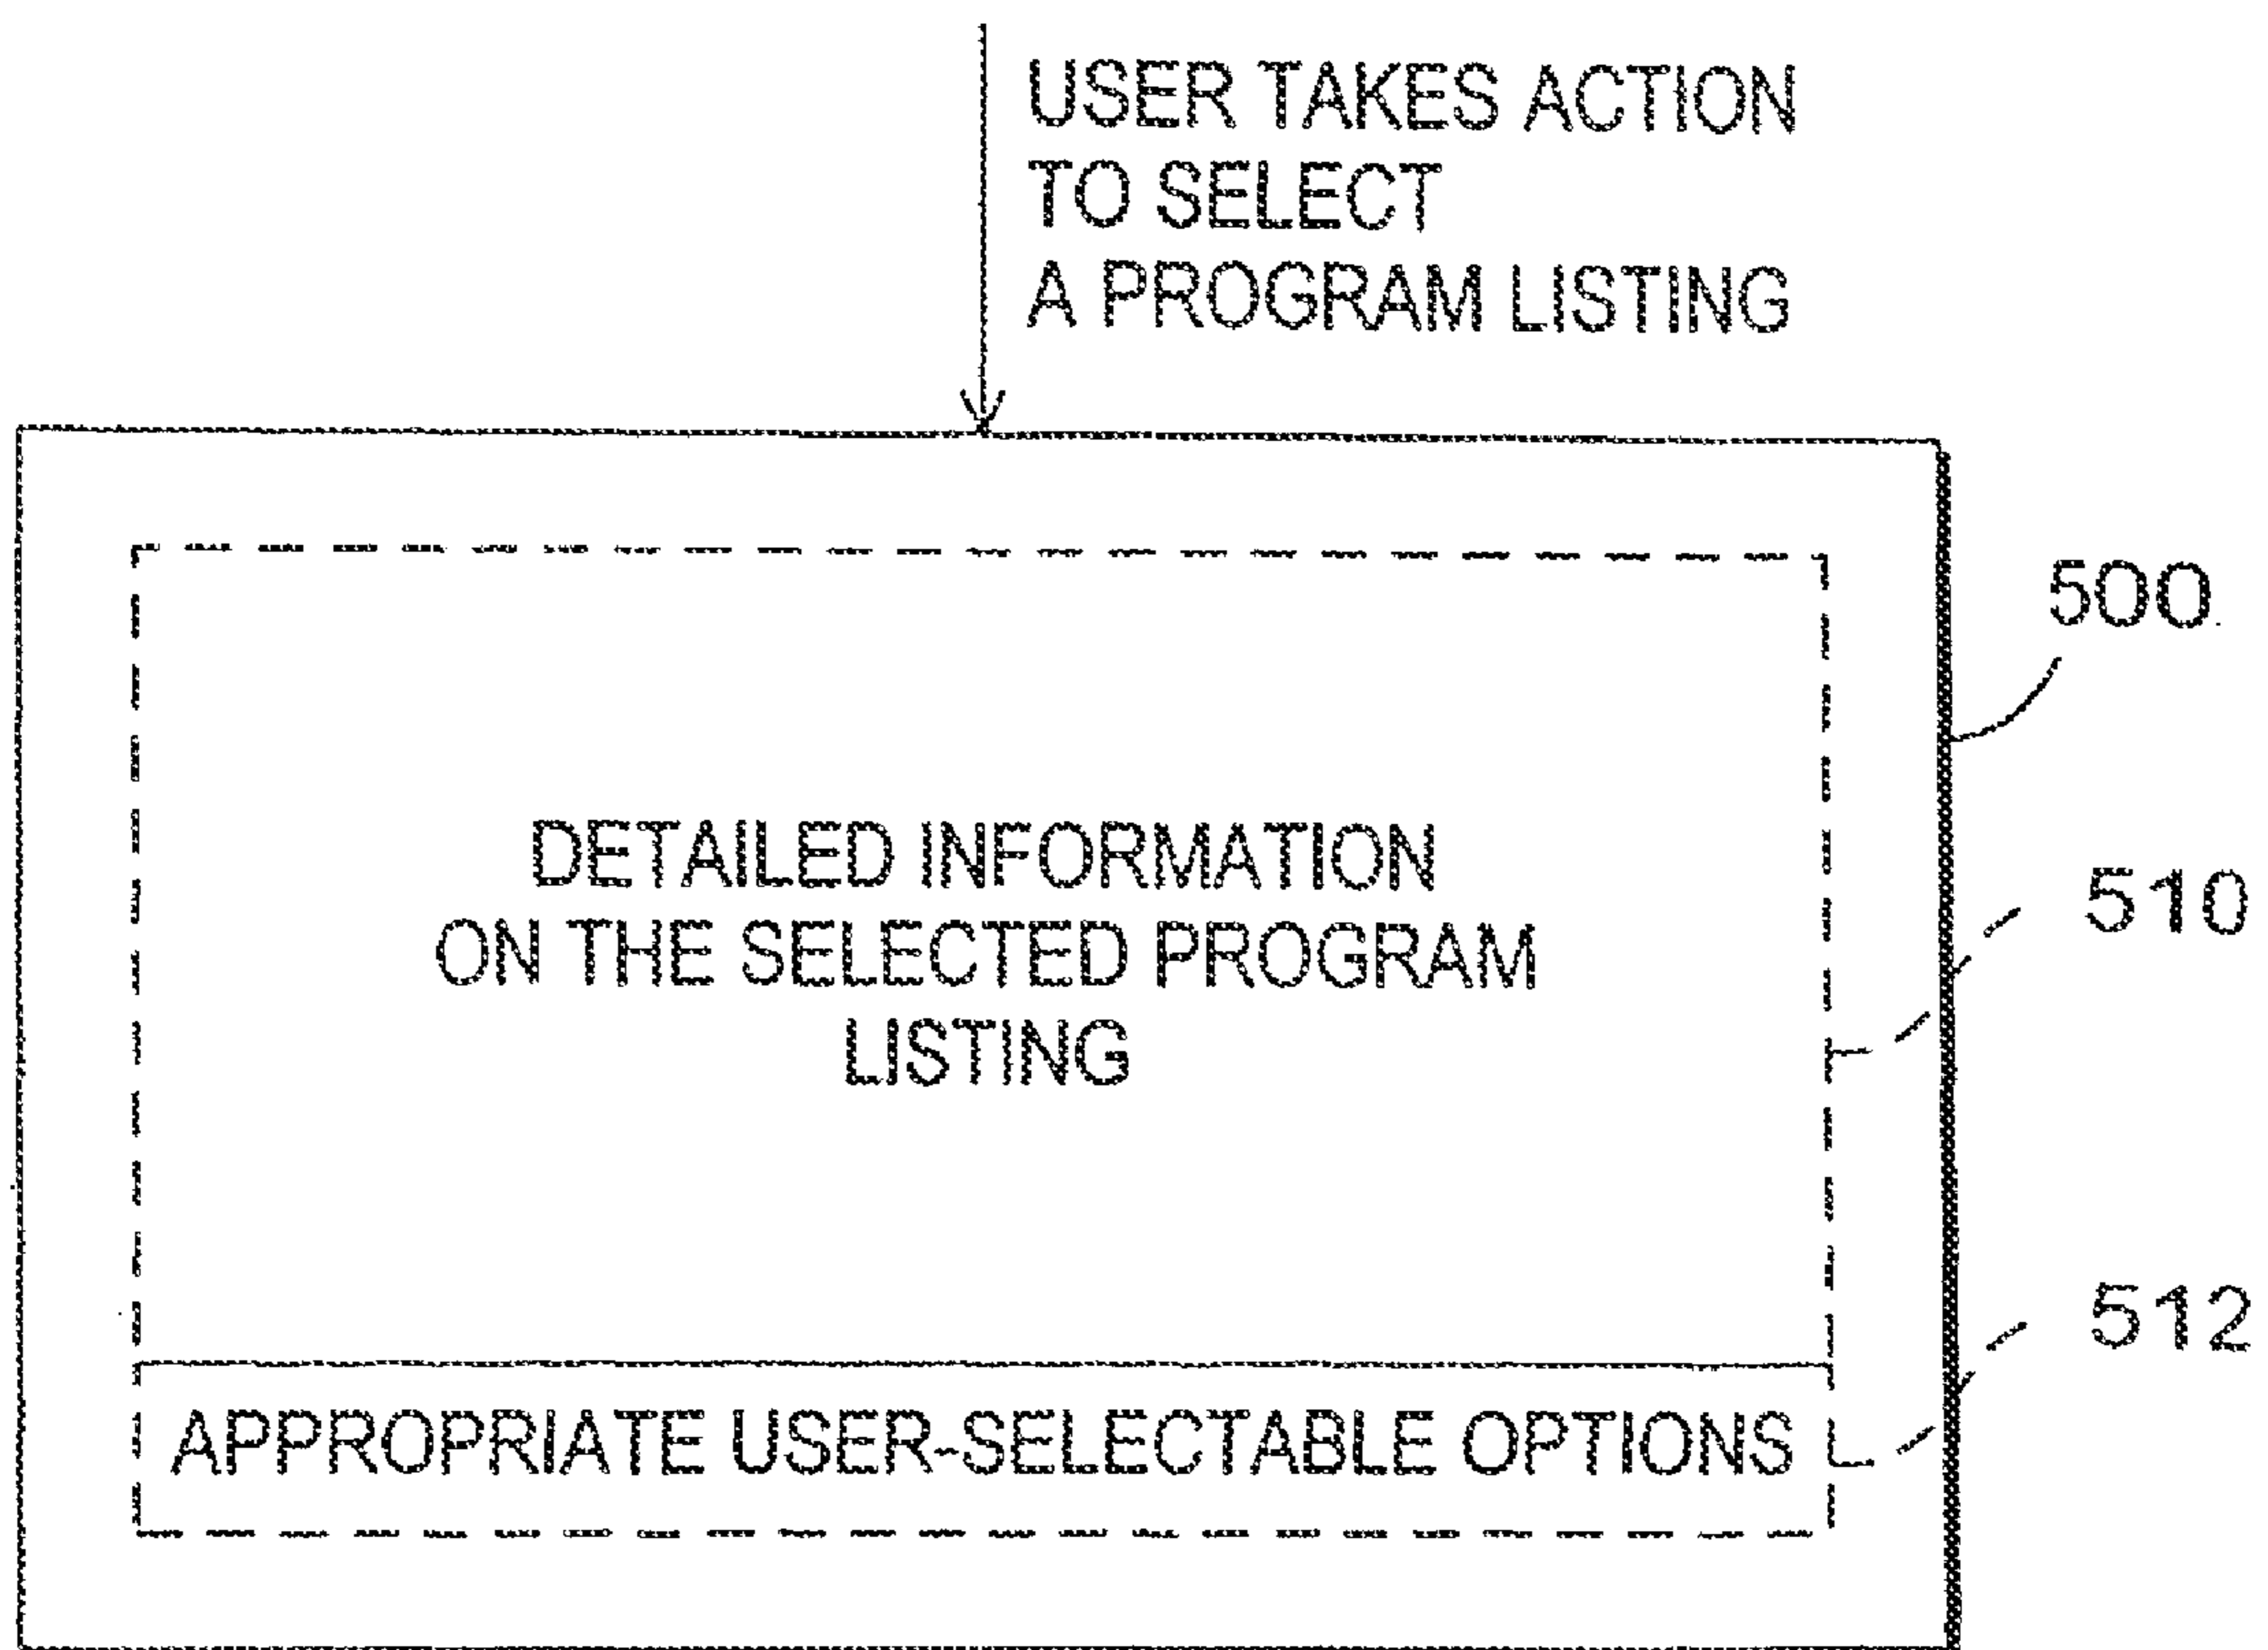 USER TAKES ACTION
TO SELECT
A PROGRAM LISTING
500
DETAILED INFORMATION
ON THE SELECTED PROGRAM
LISTING
510
APPROPRIATE USER-SELECTABLE OPTIONS
512